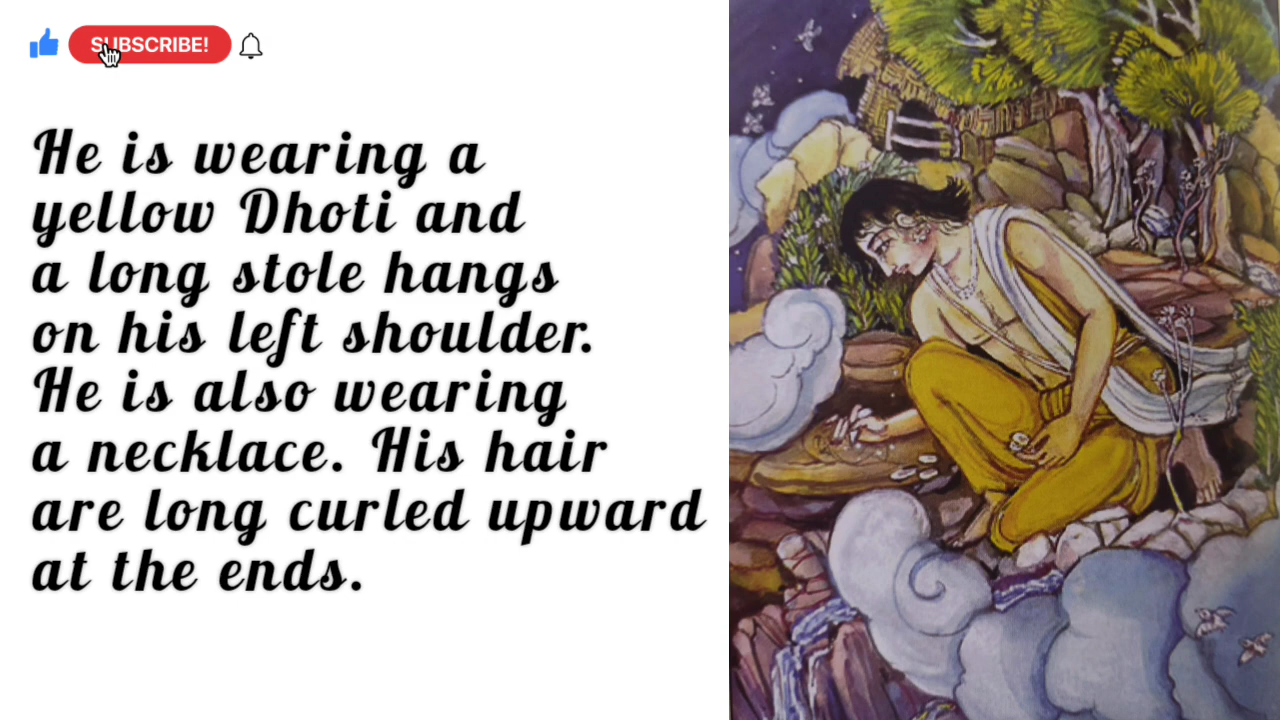 SUBSCRIBE!
He is wearing a
yellow Dhoti and
a long stole hangs
on his left shoulder.
He is also wearing
a necklace. His hair
are long curled upward
at the ends.